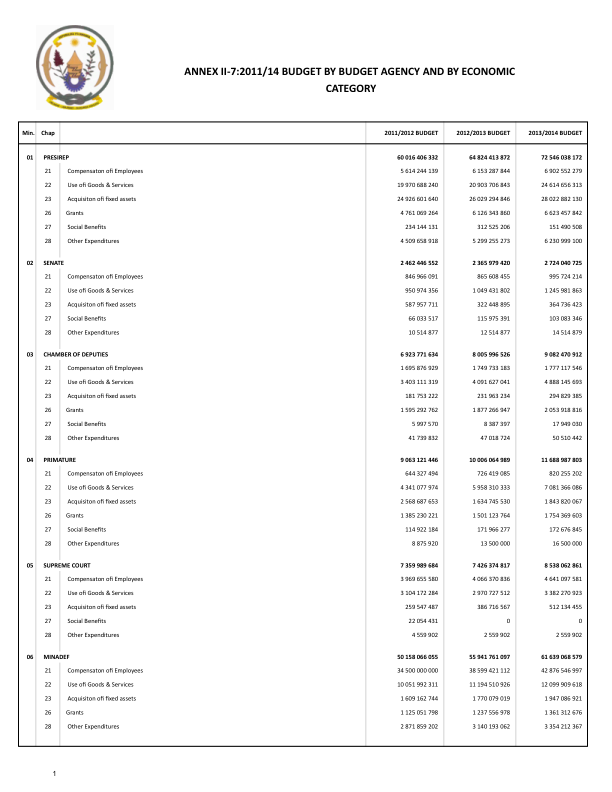 ANNEX II-7:2011/14 BUDGET BY BUDGET AGENCY AND BY ECONOMIC
CATEGORY
Min. Chap 2011/2012 BUDGET 2012/2013 BUDGET 2013/2014 BUDGET
01 PRESIREP 60 016 406 332 64 824 413 872 72 546 038 172
21 Compensaton ofi Employees 5 614 244 139 6 153 287 844 6 902 552 279
22 Use ofi Goods & Services 19 970 688 240 20 903 706 843 24 614 656 313
23 Acquisiton ofi fixed assets 24 926 601 640 26 029 294 846 28 022 882 130
26 Grants 4 761 069 264 6 126 343 860 6 623 457 842
27 Social Benefits 234 144 131 312 525 206 151 490 508
28 Other Expenditures 4 509 658 918 5 299 255 273 6 230 999 100
02 SENATE 2 462 446 552 2 365 979 420 2 724 040 725
21 Compensaton ofi Employees 846 966 091 865 608 455 995 724 214
22 Use ofi Goods & Services 950 974 356 1 049 431 802 1 245 981 863
23 Acquisiton ofi fixed assets 587 957 711 322 448 895 364 736 423
27 Social Benefits 66 033 517 115 975 391 103 083 346
28 Other Expenditures 10 514 877 12 514 877 14 514 879
03 CHAMBER OF DEPUTIES 6 923 771 634 8 005 996 526 9 082 470 912
21 Compensaton ofi Employees 1 695 876 929 1 749 733 183 1 777 117 546
22 Use ofi Goods & Services 3 403 111 319 4 091 627 041 4 888 145 693
23 Acquisiton ofi fixed assets 181 753 222 231 963 234 294 829 385
26 Grants 1 595 292 762 1 877 266 947 2 053 918 816
27 Social Benefits 5 997 570 8 387 397 17 949 030
28 Other Expenditures 41 739 832 47 018 724 50 510 442
04 PRIMATURE 9 063 121 446 10 006 064 989 11 688 987 803
21 Compensaton ofi Employees 644 327 494 726 419 085 820 255 202
22 Use ofi Goods & Services 4 341 077 974 5 958 310 333 7 081 366 086
23 Acquisiton ofi fixed assets 2 568 687 653 1 634 745 530 1 843 820 067
26 Grants 1 385 230 221 1 501 123 764 1 754 369 603
27 Social Benefits 114 922 184 171 966 277 172 676 845
28 Other Expenditures 8 875 920 13 500 000 16 500 000
05 SUPREME COURT 7 359 989 684 7 426 374 817 8 538 062 861
21 Compensaton ofi Employees 3 969 655 580 4 066 370 836 4 641 097 581
22 Use ofi Goods & Services 3 104 172 284 2 970 727 512 3 382 270 923
23 Acquisiton ofi fixed assets 259 547 487 386 716 567 512 134 455
27 Social Benefits 22 054 431 0 0
28 Other Expenditures 4 559 902 2 559 902 2 559 902
06 MINADEF 50 158 066 055 55 941 761 097 61 639 068 579
21 Compensaton ofi Employees 34 500 000 000 38 599 421 112 42 876 546 997
22 Use ofi Goods & Services 10 051 992 311 11 194 510 926 12 099 909 618
23 Acquisiton ofi fixed assets 1 609 162 744 1 770 079 019 1 947 086 921
26 Grants 1 125 051 798 1 237 556 978 1 361 312 676
28 Other Expenditures 2 871 859 202 3 140 193 062 3 354 212 367
1